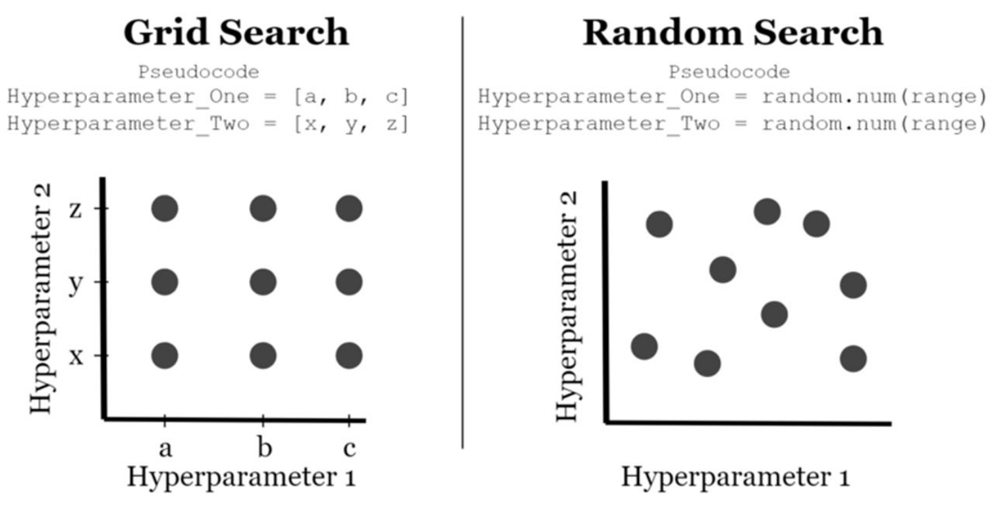 Grid Search
Pseudocode
Hyperparameter_One = [a, b, c]
Hyperparameter_Two = [x, y, z]
Hyperparameter 2
z
y
x
a b c
Hyperparameter 1
Random Search
Pseudocode
Hyperparameter_One = random.num(range)
Hyperparameter_Two = random.num(range)
Hyperparameter 2
Hyperparameter 1